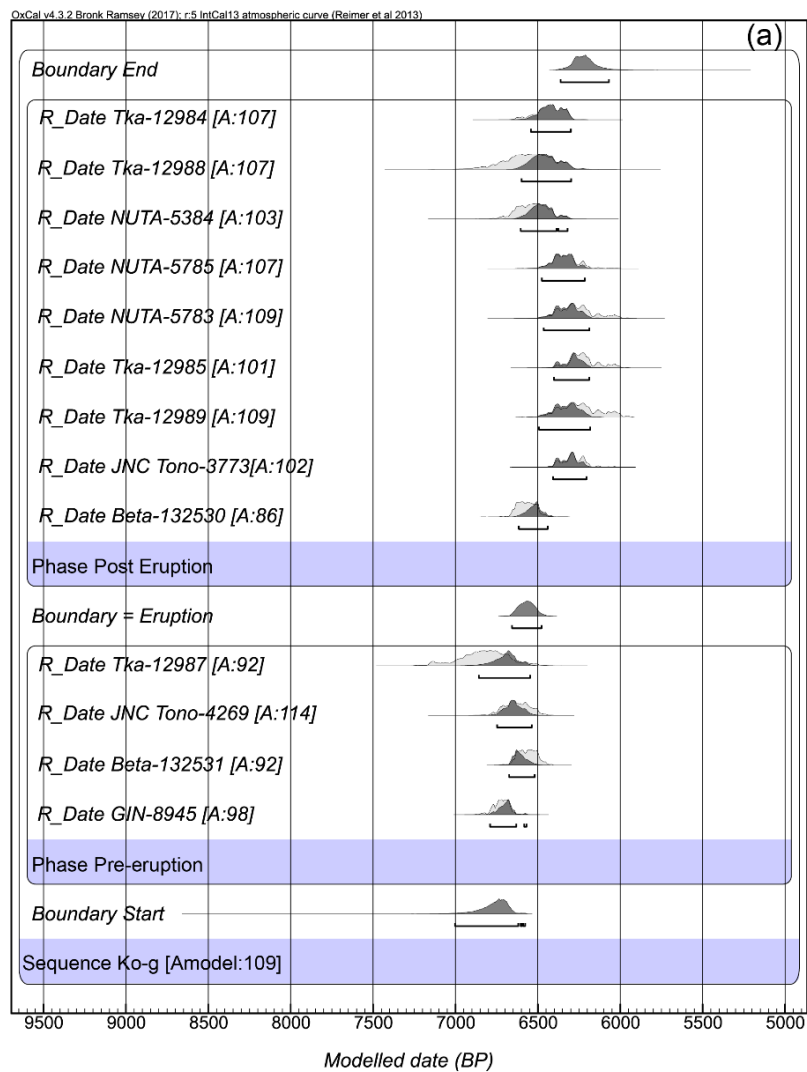 OxCal v4.3.2 Bronk Ramsey (2017); r:5 IntCal13 atmospheric curve (Reimer et al 2013)
(a)
Boundary End
R_Date Tka-12984 [A:107]
R_Date Tka-12988 [A:107]
R_Date NUTA-5384 [A:103]
R_Date NUTA-5785 [A:107]
R_Date NUTA-5783 [A:109]
R_Date Tka-12985 [A:101]
R_Date Tka-12989 [A:109]
R_Date JNC Tono-3773[A:102]
R_Date Beta-132530 [A:86]
Phase Post Eruption
Boundary = Eruption
R_Date Tka-12987 [A:92]
R_Date JNC Tono-4269 [A:114]
R_Date Beta-132531 [A:92]
R_Date GIN-8945 [A:98]
Phase Pre-eruption
Boundary Start
Sequence Ko-g [Amodel:109]
9500 9000 8500 8000 7500 7000 6500 6000 5500 5000
Modelled date (BP)